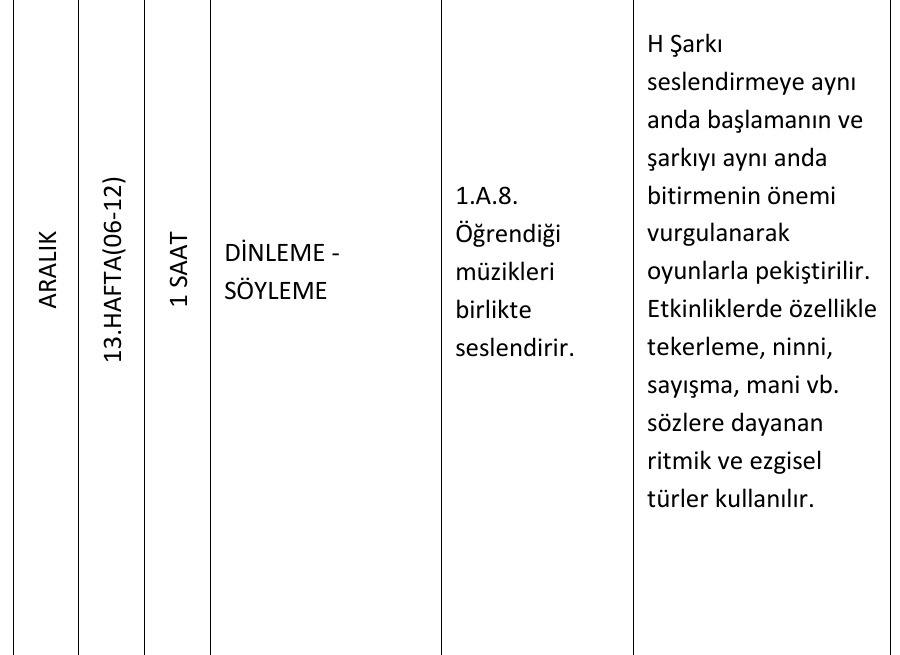 ARALIK
13.HAFTA(06-12)
1 SAAT
DİNLEME -
SÖYLEME
1.A.8.
Öğrendiği
müzikleri
birlikte
seslendirir.
H Şarkı
seslendirmeye aynı
anda başlamanın ve
şarkıyı aynı anda
bitirmenin önemi
vurgulanarak
oyunlarla pekiştirilir.
Etkinliklerde özellikle
tekerleme, ninni,
sayışma, mani vb.
sözlere dayanan
ritmik ve ezgisel
türler kullanılır.